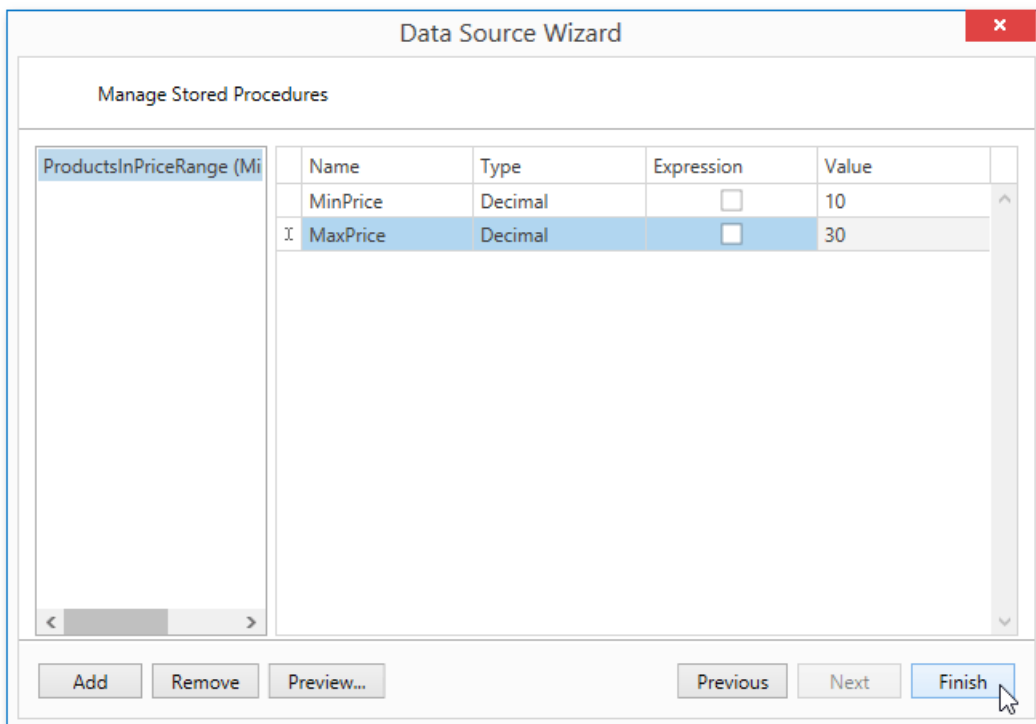 Data Source Wizard
Manage Stored Procedures
ProductsInPriceRange (Mi
Name Type Expression Value
MinPrice Decimal 10
MaxPrice Decimal 30
Add Remove Preview... Previous Next Finish